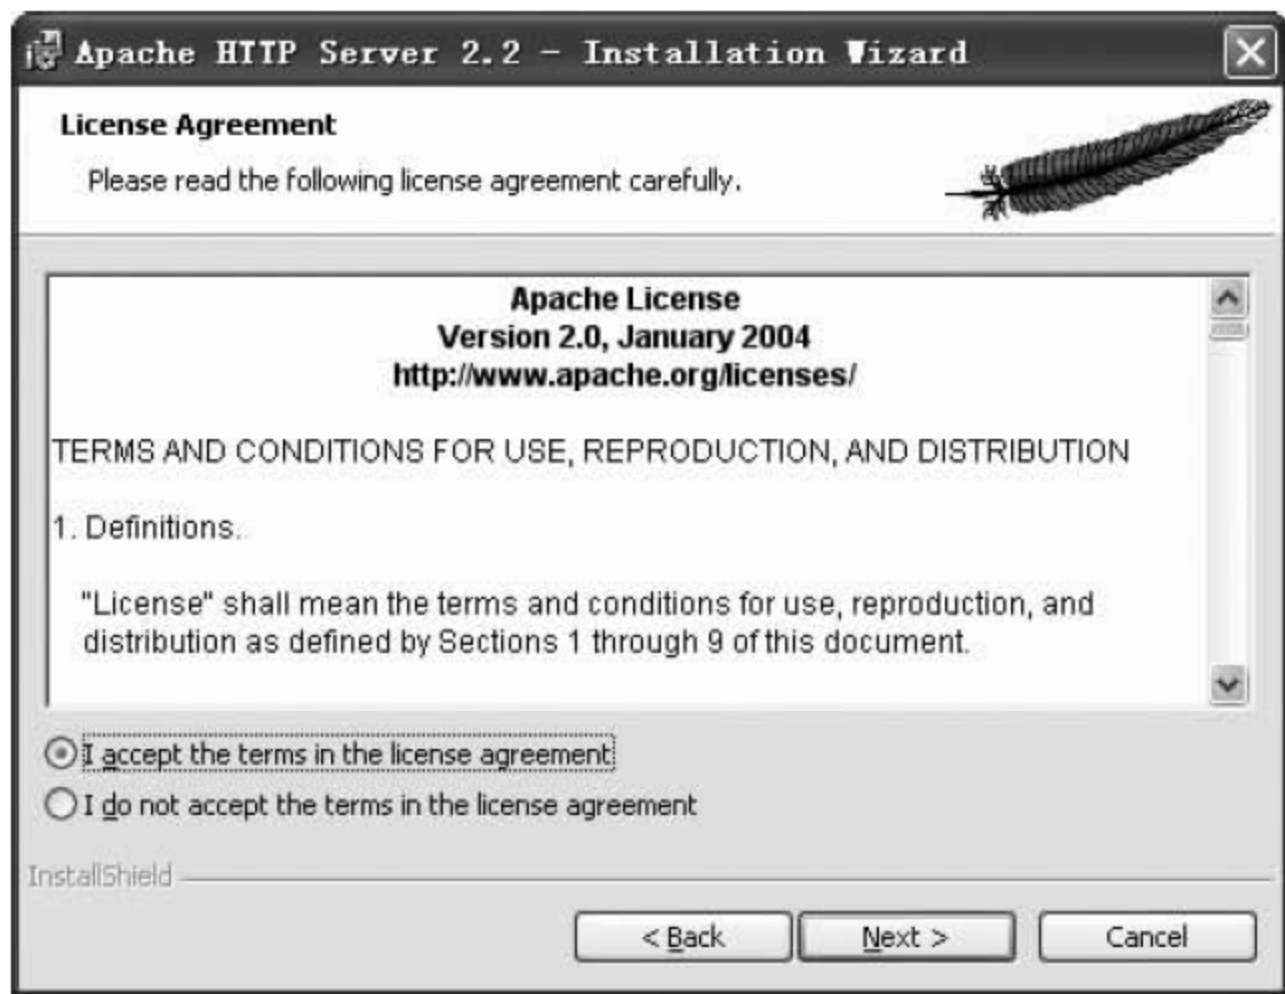 Apache HTTP Server 2.2 - Installation Wizard
License Agreement
Please read the following license agreement carefully.
Apache License
Version 2.0, January 2004
http://www.apache.org/licenses/
TERMS AND CONDITIONS FOR USE, REPRODUCTION, AND DISTRIBUTION
1. Definitions.
"License" shall mean the terms and conditions for use, reproduction, and
distribution as defined by Sections 1 through 9 of this document.
I accept the terms in the license agreement
I do not accept the terms in the license agreement
InstallShield
< Back Next > Cancel